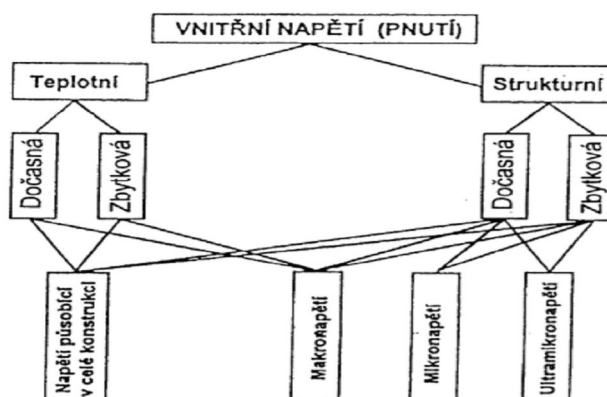 VNITŘNÍ NAPĚTÍ (PNUTÍ)
Teplotní
Strukturní
Dočasná
Zbytková
Dočasná
Zbytková
Napětí působící
v celé konstrukci
Makronapětí
Mikronapětí
Ultramikronapětí